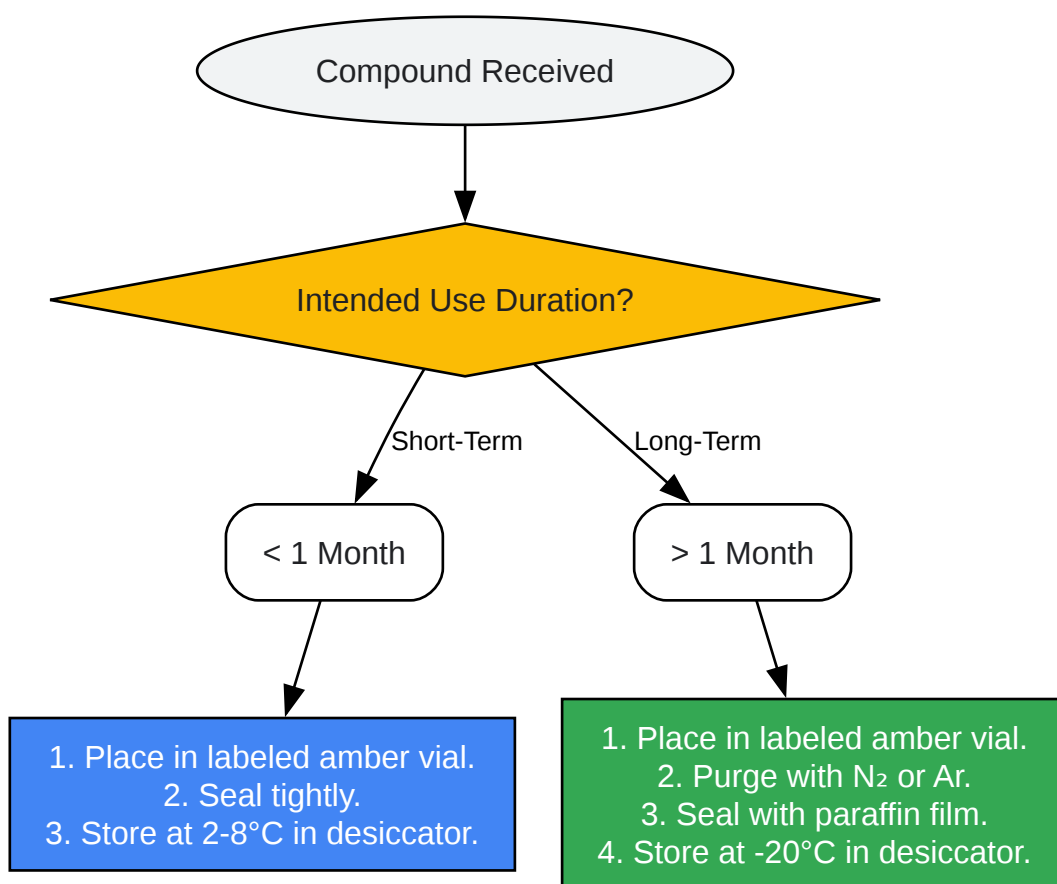 Compound Received
Intended Use Duration?
Short-Term
Long-Term
< 1 Month
> 1 Month
1. Place in labeled amber vial.
2. Seal tightly.
3. Store at 2-8°C in desiccator.
1. Place in labeled amber vial.
2. Purge with N₂ or Ar.
3. Seal with paraffin film.
4. Store at -20°C in desiccator.